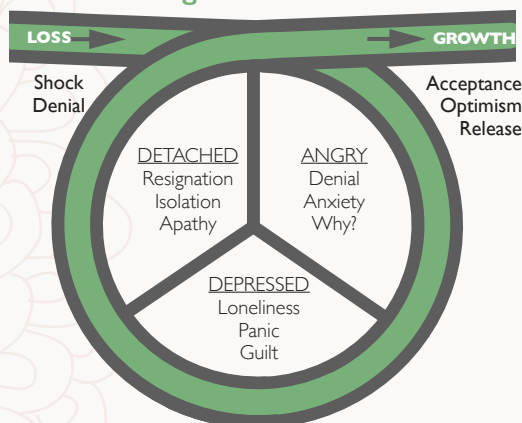 LOSS
GROWTH
Shock
Denial
Acceptance
Optimism
Release
DETACHED
Resignation
Isolation
Apathy
ANGRY
Denial
Anxiety
Why?
DEPRESSED
Loneliness
Panic
Guilt